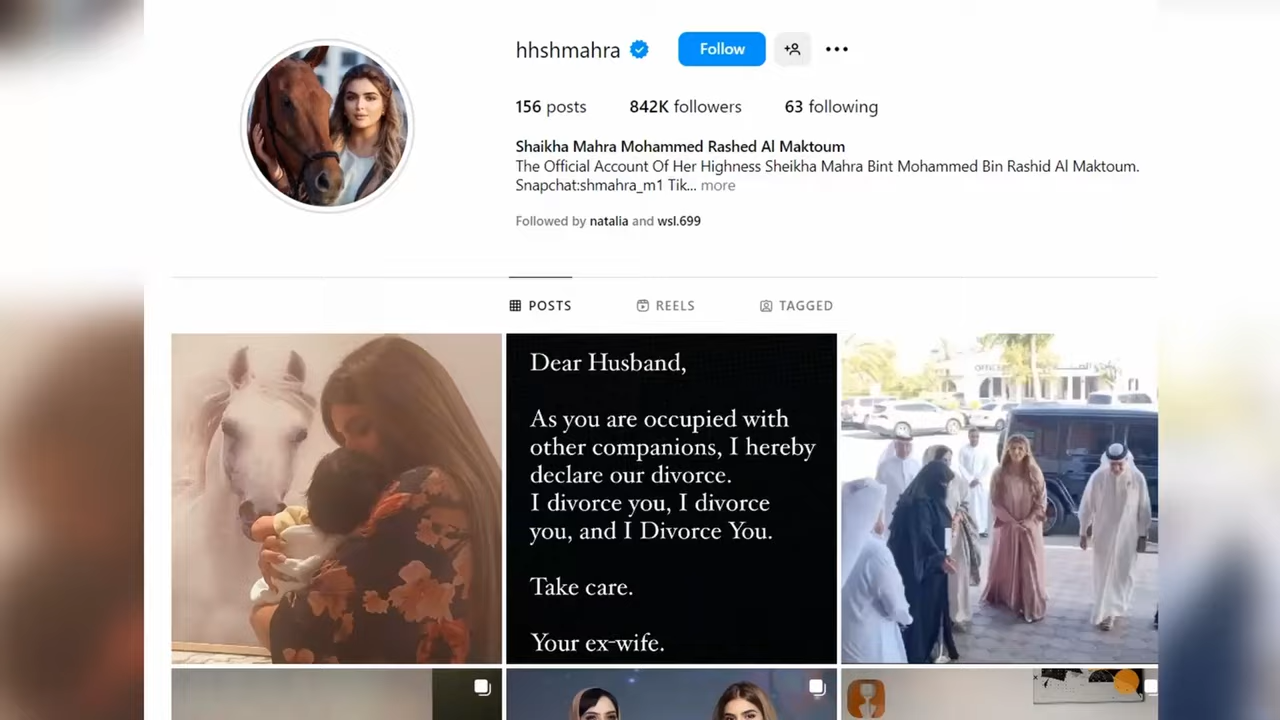 hhshmahra
Follow
156 posts 842K followers 63 following
Shaikha Mahra Mohammed Rashed Al Maktoum
The Official Account Of Her Highness Sheikha Mahra Bint Mohammed Bin Rashid Al Maktoum.
Snapchat:shmahra_m1 Tik... more
Followed by natalia and wsl.699
POSTS REELS TAGGED
Dear Husband,
As you are occupied with
other companions, I hereby
declare our divorce.
I divorce you, I divorce
you, and I Divorce You.
Take care.
Your ex-wife.